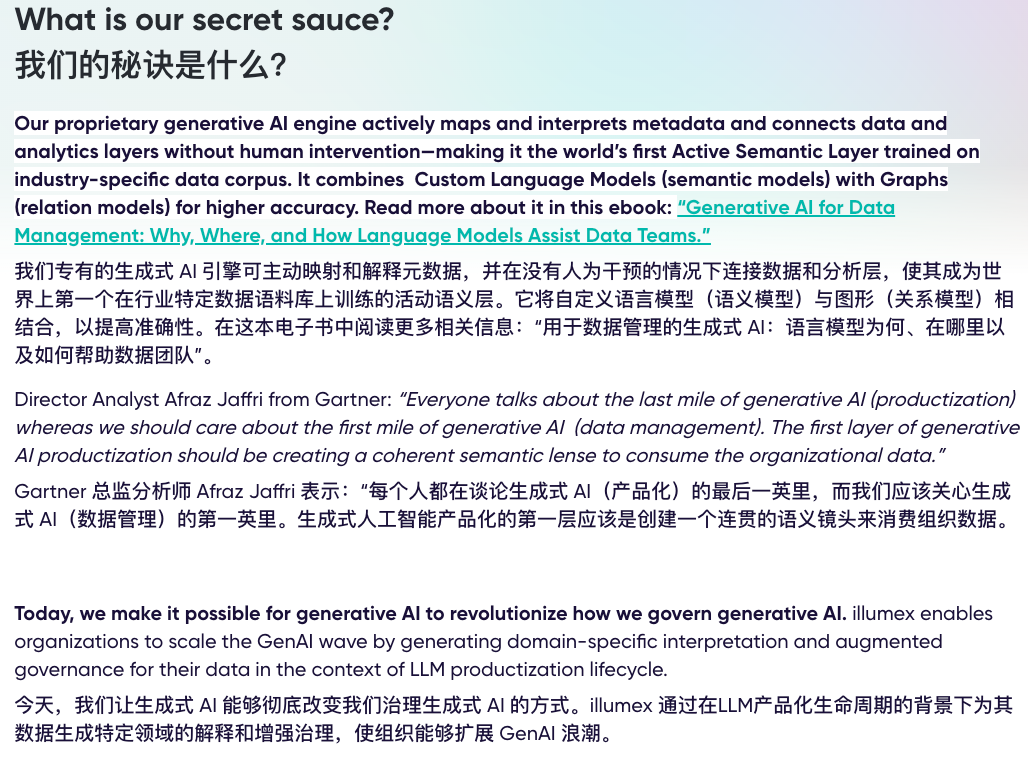 What is our secret sauce?
我们的秘诀是什么?
Our proprietary generative AI engine actively maps and interprets metadata and connects data and
analytics layers without human intervention—making it the world’s first Active Semantic Layer trained on
industry-specific data corpus. It combines  Custom Language Models (semantic models) with Graphs
(relation models) for higher accuracy. Read more about it in this ebook: “Generative AI for Data
Management: Why, Where, and How Language Models Assist Data Teams.”
我们专有的生成式 AI 引擎可主动映射和解释元数据，并在没有人为干预的情况下连接数据和分析层，使其成为世
界上第一个在行业特定数据语料库上训练的活动语义层。它将自定义语言模型（语义模型）与图形（关系模型）相
结合，以提高准确性。在这本电子书中阅读更多相关信息：“用于数据管理的生成式 AI：语言模型为何、在哪里以
及如何帮助数据团队”。
Director Analyst Afraz Jaffri from Gartner: “Everyone talks about the last mile of generative AI (productization)
whereas we should care about the first mile of generative AI  (data management). The first layer of generative
AI productization should be creating a coherent semantic lense to consume the organizational data.”
Gartner 总监分析师 Afraz Jaffri 表示：“每个人都在谈论生成式 AI（产品化）的最后一英里，而我们应该关心生成
式 AI（数据管理）的第一英里。生成式人工智能产品化的第一层应该是创建一个连贯的语义镜头来消费组织数据。
Today, we make it possible for generative AI to revolutionize how we govern generative AI. illumex enables
organizations to scale the GenAI wave by generating domain-specific interpretation and augmented
governance for their data in the context of LLM productization lifecycle.
今天，我们让生成式 AI 能够彻底改变我们治理生成式 AI 的方式。illumex 通过在LLM产品化生命周期的背景下为其
数据生成特定领域的解释和增强治理，使组织能够扩展 GenAI 浪潮。